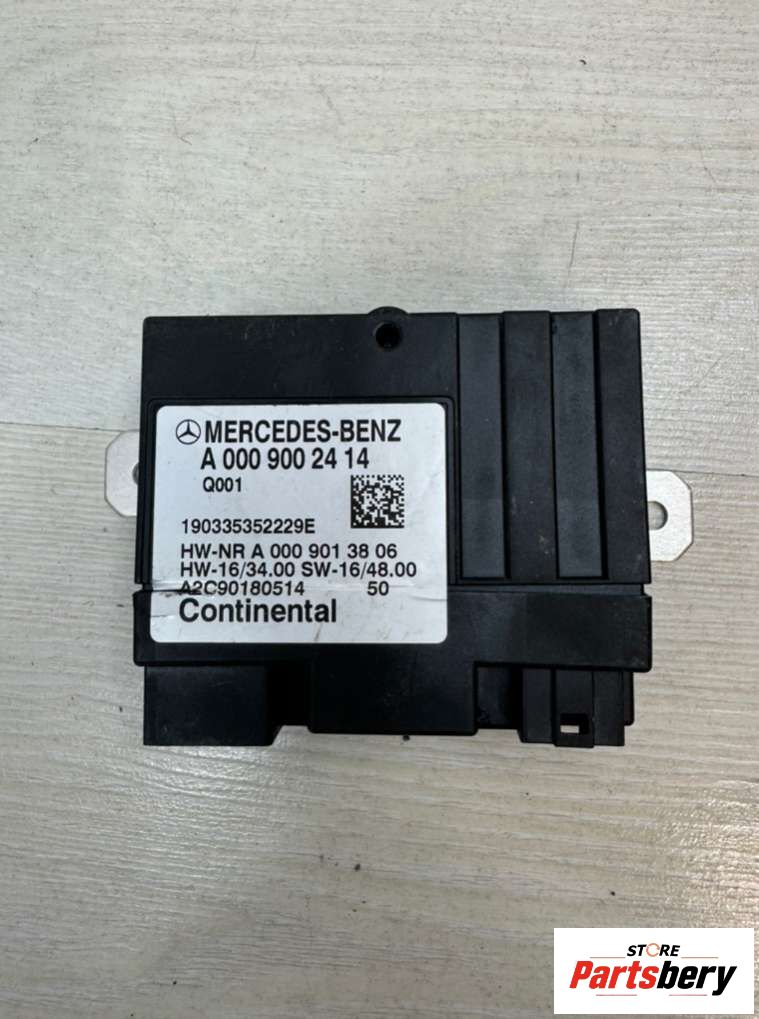 MERCEDES-BENZ
A 000 900 24 14
Q001
190335352229E
HW-NR A 000 901 38 06
HW-16/34.00 SW-16/48.00
A2C90180514 50
Continental
STORE
Partsbery